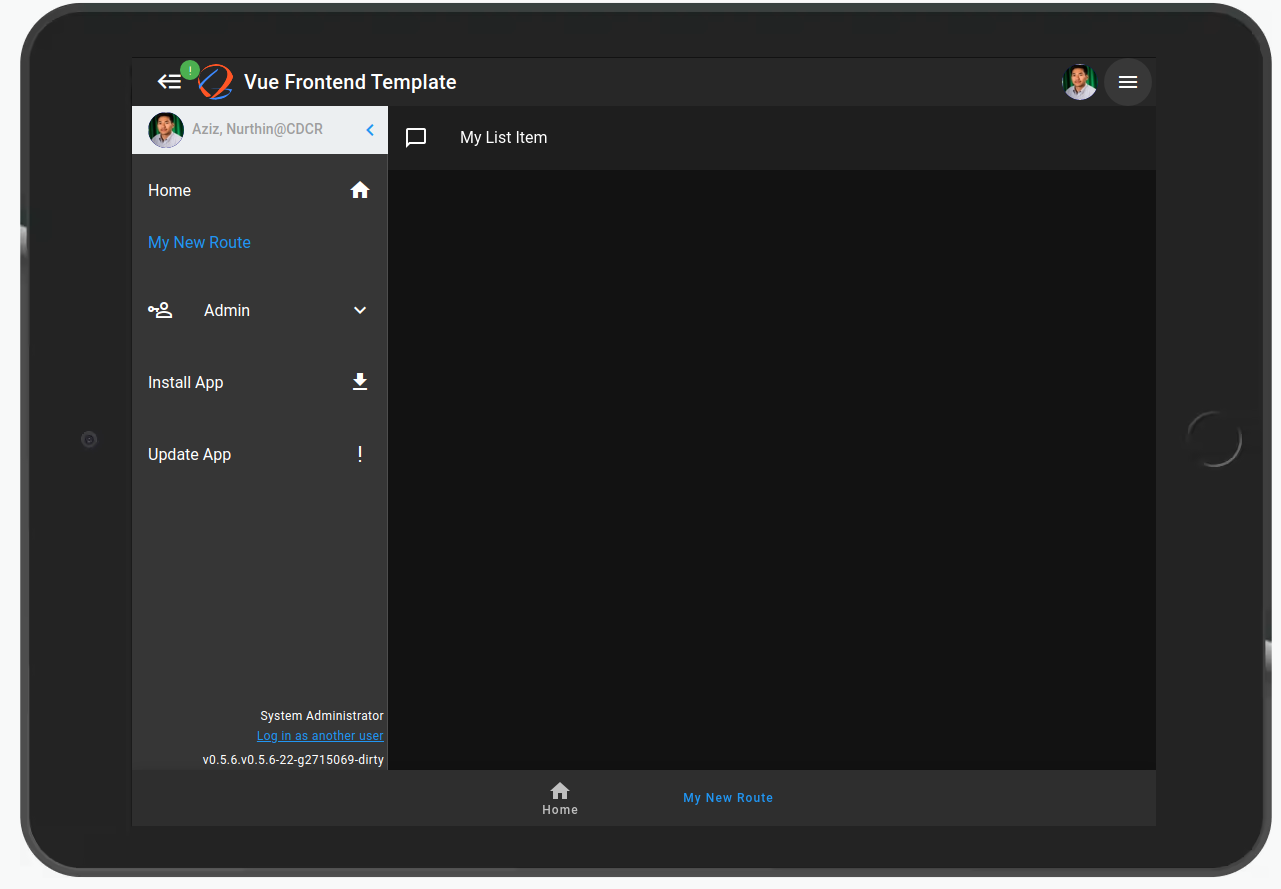 Vue Frontend Template
Aziz, Nurthin@CDCR
My List Item
Home
My New Route
Admin
Install App
Update App
!
System Administrator
Log in as another user
v0.5.6.v0.5.6-22-g2715069-dirty
Home
My New Route